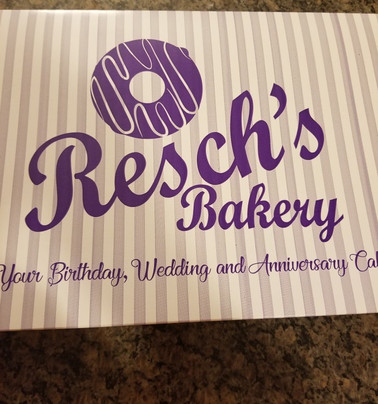 Resch's
Bakery
Your Birthday, Wedding and Anniversary